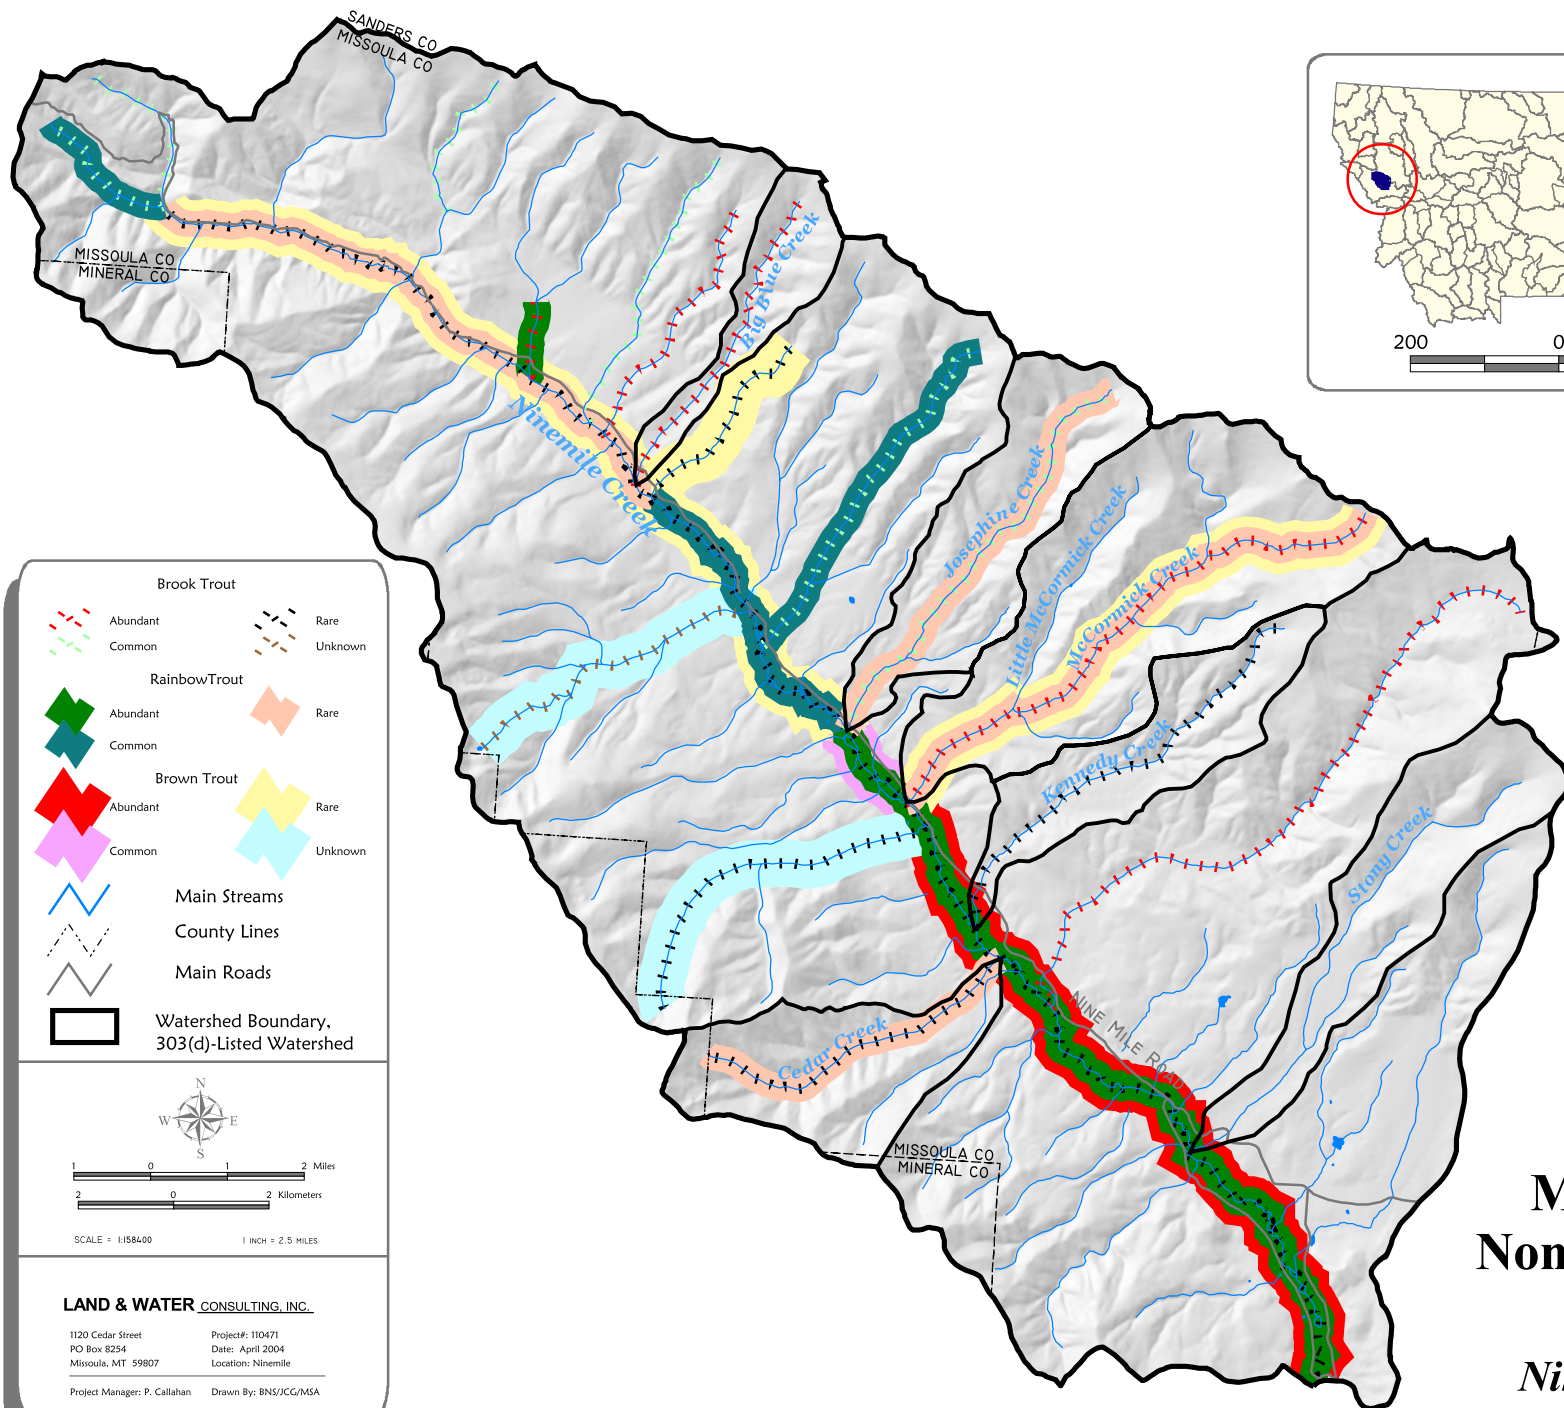 SANDERS CO
MISSOULA CO
MISSOULA CO
MINERAL CO
Big Blue Creek
Ninemile Creek
Josephine Creek
Little McCormick Creek
McCormick Creek
Kennedy Creek
Stony Creek
Cedar Creek
NINE MILE ROAD
MISSOULA CO
MINERAL CO
200 0
Brook Trout
Abundant
Rare
Common
Unknown
RainbowTrout
Abundant
Rare
Common
Brown Trout
Abundant
Rare
Common
Unknown
Main Streams
County Lines
Main Roads
Watershed Boundary,
303(d)-Listed Watershed
N
W E
S
1 0 1 2 Miles
2 0 2 Kilometers
SCALE = 1:158400
1 INCH = 2.5 MILES
LAND & WATER CONSULTING, INC.
1120 Cedar Street
PO Box 8254
Missoula, MT 59807
Project#: 110471
Date: April 2004
Location: Ninemile
Project Manager: P. Callahan
Drawn By: BNS/JCG/MSA
M
Non
Ni